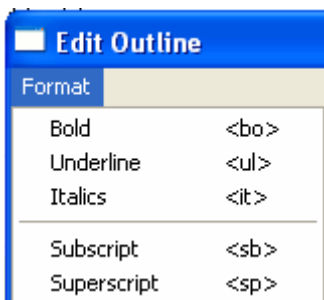 Edit Outline
Format
Bold <bo>
Underline <ul>
Italics <it>
Subscript <sb>
Superscript <sp>